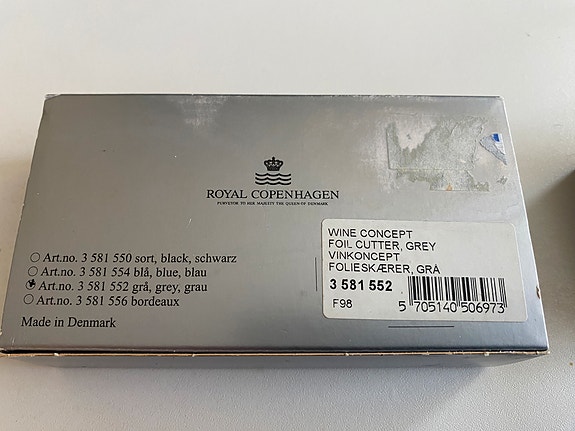 ROYAL COPENHAGEN
PURVEYOR TO HER MAJESTY THE QUEEN OF DENMARK
Art.no. 3 581 550 sort, black, schwarz
Art.no. 3 581 554 blå, blue, blau
Art.no. 3 581 552 grå, grey, grau
Art.no. 3 581 556 bordeaux
Made in Denmark
WINE CONCEPT
FOIL CUTTER, GREY
VINKONCEPT
FOLIESKÆRER, GRÅ
3 581 552
F98
5 705140 506973